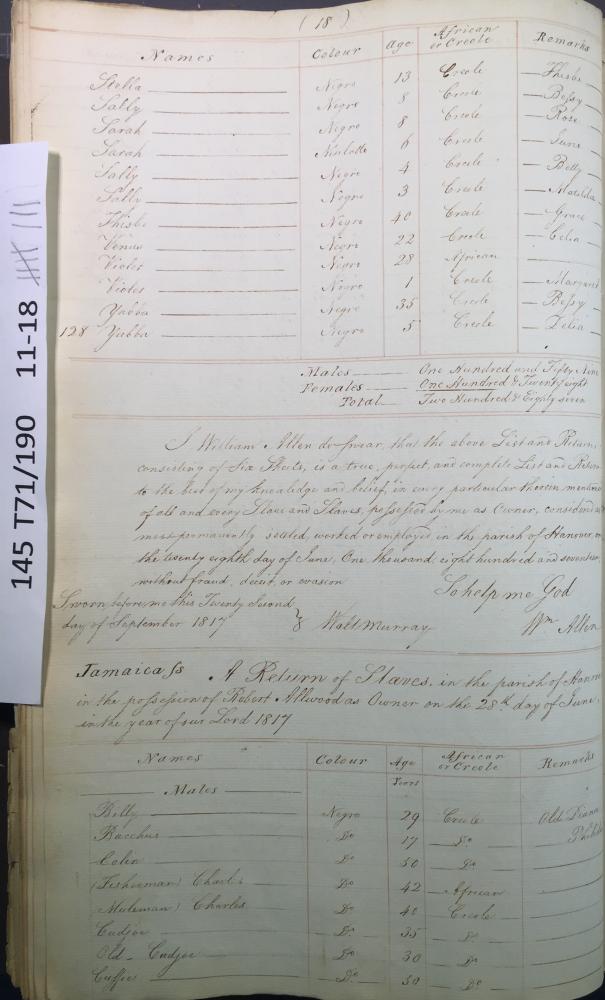 145 T71/190 11-18
( 18 )
Names Colour Age African or Creole Remarks
Stella Negro 13 Creole Thisbe
Sally Negro 8 Creole Bessy
Sarah Negro 8 Creole Rose
Sarah Mulatto 6 Creole June
Sally Negro 4 Creole Betty
Sally Negro 3 Creole Matilda
Thisbe Negro 40 Creole Grace
Venus Negro 22 Creole Celia
Violet Negro 28 African
Violet Negro 1 Creole Margaret
Yabba Negro 35 Creole Bessy
128 Yabba Negro 5 Creole Delia
Males One Hundred and Fifty Nine
Females One Hundred & Twenty eight
Total Two Hundred & Eighty seven
I William Allen do swear, that the above List and Return,
consisting of Six Sheets, is a true, perfect, and complete List and Return
to the best of my knowledge and belief, in every particular therein mentioned
of all and every Slave and Slaves, possessed by me as Owner, considered as
most permanently settled, worked or employed in the parish of Hanover, on
the twenty eighth day of June, One thousand eight hundred and seventeen,
without fraud, deceit, or evasion So help me God
Sworn before me this Twenty Second
day of September 1817 } Walt Murray Wm Allen
Jamaica Ss A Return of Slaves, in the parish of Hanover
in the possession of Robert Allwood as Owner on the 28th day of June,
in the year of our Lord 1817
Names Colour Age African or Creole Remarks
Males Years
Billy Negro 29 Creole Old Diana
Bacchus Do 17 Do
Colin Do 50 Do
(Fisherman) Charles Do 42 African
(Muleman) Charles Do 40 Creole
Cudjoe Do 35 Do
Old Cudjoe Do 30 Do
Cuffee Do 50 Do